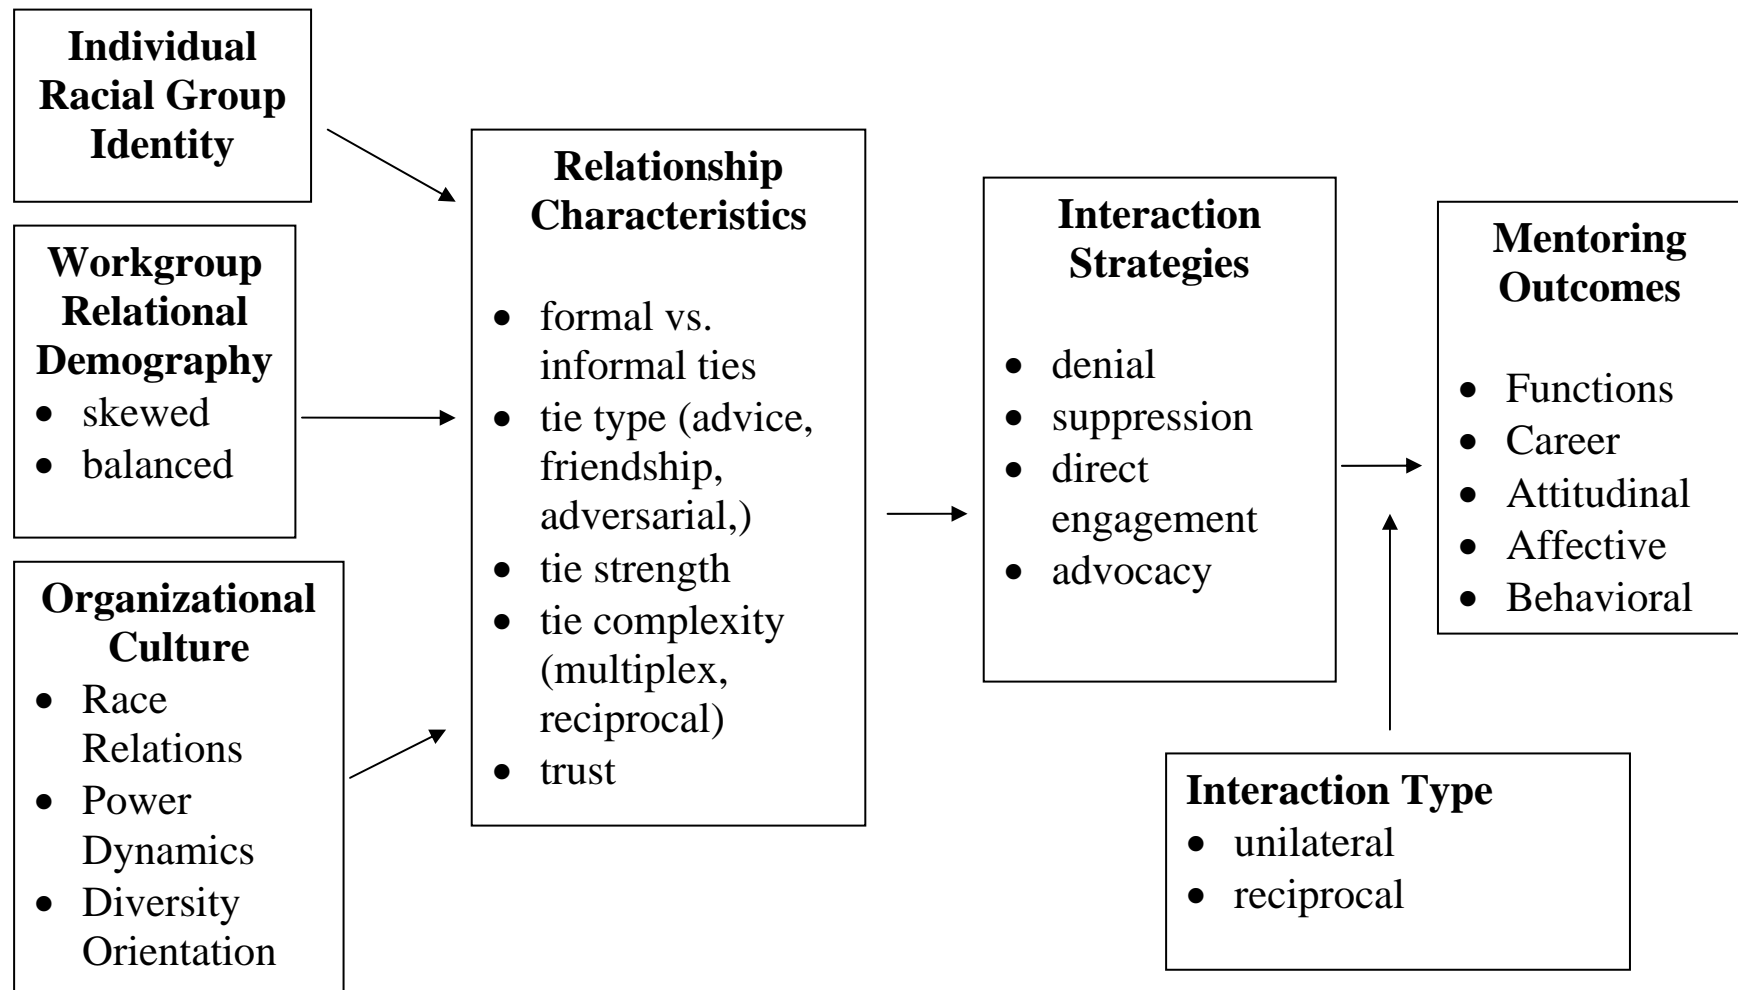 Individual
Racial Group
Identity
Workgroup
Relational
Demography
• skewed
• balanced
Organizational
Culture
• Race
Relations
• Power
Dynamics
• Diversity
Orientation
Relationship
Characteristics
• formal vs.
informal ties
• tie type (advice,
friendship,
adversarial,)
• tie strength
• tie complexity
(multiplex,
reciprocal)
• trust
Interaction
Strategies
• denial
• suppression
• direct
engagement
• advocacy
Mentoring
Outcomes
• Functions
• Career
• Attitudinal
• Affective
• Behavioral
Interaction Type
• unilateral
• reciprocal